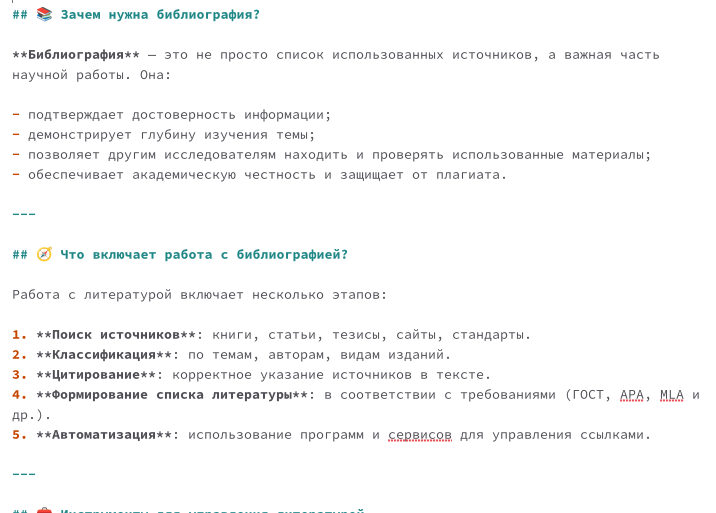 ## 📚 Зачем нужна библиография?
**Библиография** — это не просто список использованных источников, а важная часть
научной работы. Она:
- подтверждает достоверность информации;
- демонстрирует глубину изучения темы;
- позволяет другим исследователям находить и проверять использованные материалы;
- обеспечивает академическую честность и защищает от плагиата.
---
## 🧭 Что включает работа с библиографией?
Работа с литературой включает несколько этапов:
1. **Поиск источников**: книги, статьи, тезисы, сайты, стандарты.
2. **Классификация**: по темам, авторам, видам изданий.
3. **Цитирование**: корректное указание источников в тексте.
4. **Формирование списка литературы**: в соответствии с требованиями (ГОСТ, APA, MLA и
др.).
5. **Автоматизация**: использование программ и сервисов для управления ссылками.
---
## 🧰 Инструменты для управления литературой